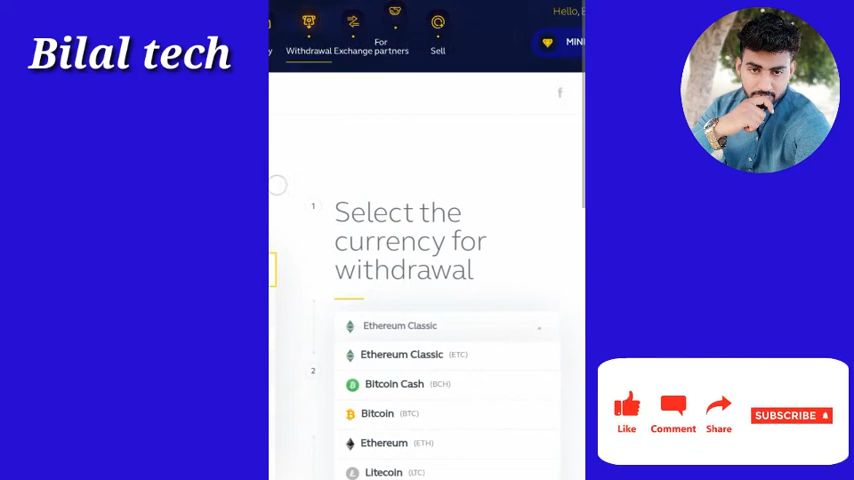 Bilal tech
Hello,
y
Withdrawal
Exchange
For
partners
Sell
MIN
f
1
Select the
currency for
withdrawal
Ethereum Classic
2
Ethereum Classic (ETC)
Bitcoin Cash (BCH)
Bitcoin (BTC)
Ethereum (ETH)
Litecoin (LTC)
Like
Comment
Share
SUBSCRIBE